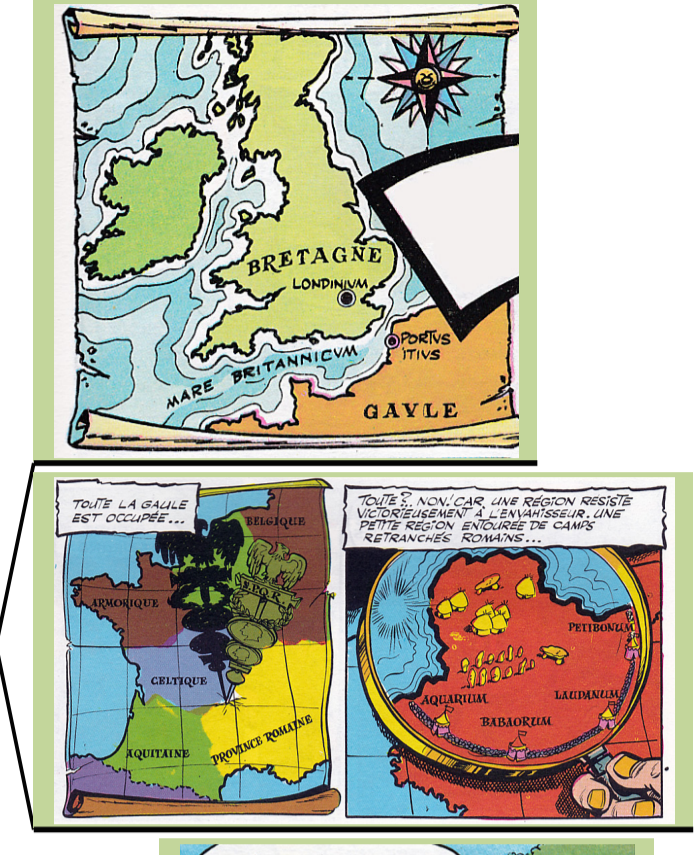 BRETAGNE
LONDINIVM
PORTVS
ITIVS
MARE BRITANNICVM
GAVLE
TOUTE LA GAULE
EST OCCUPÉE...
BELGIQUE
ARMORIQUE
S.P.Q.R.
CELTIQUE
AQUITAINE
PROVINCE ROMAINE
TOUTE?.. NON! CAR UNE RÉGION RÉSISTE
VICTORIEUSEMENT À L'ENVAHISSEUR. UNE
PETITE RÉGION ENTOURÉE DE CAMPS
RETRANCHÉS ROMAINS...
PETIBONUM
AQUARIUM
LAUDANUM
BABAORUM